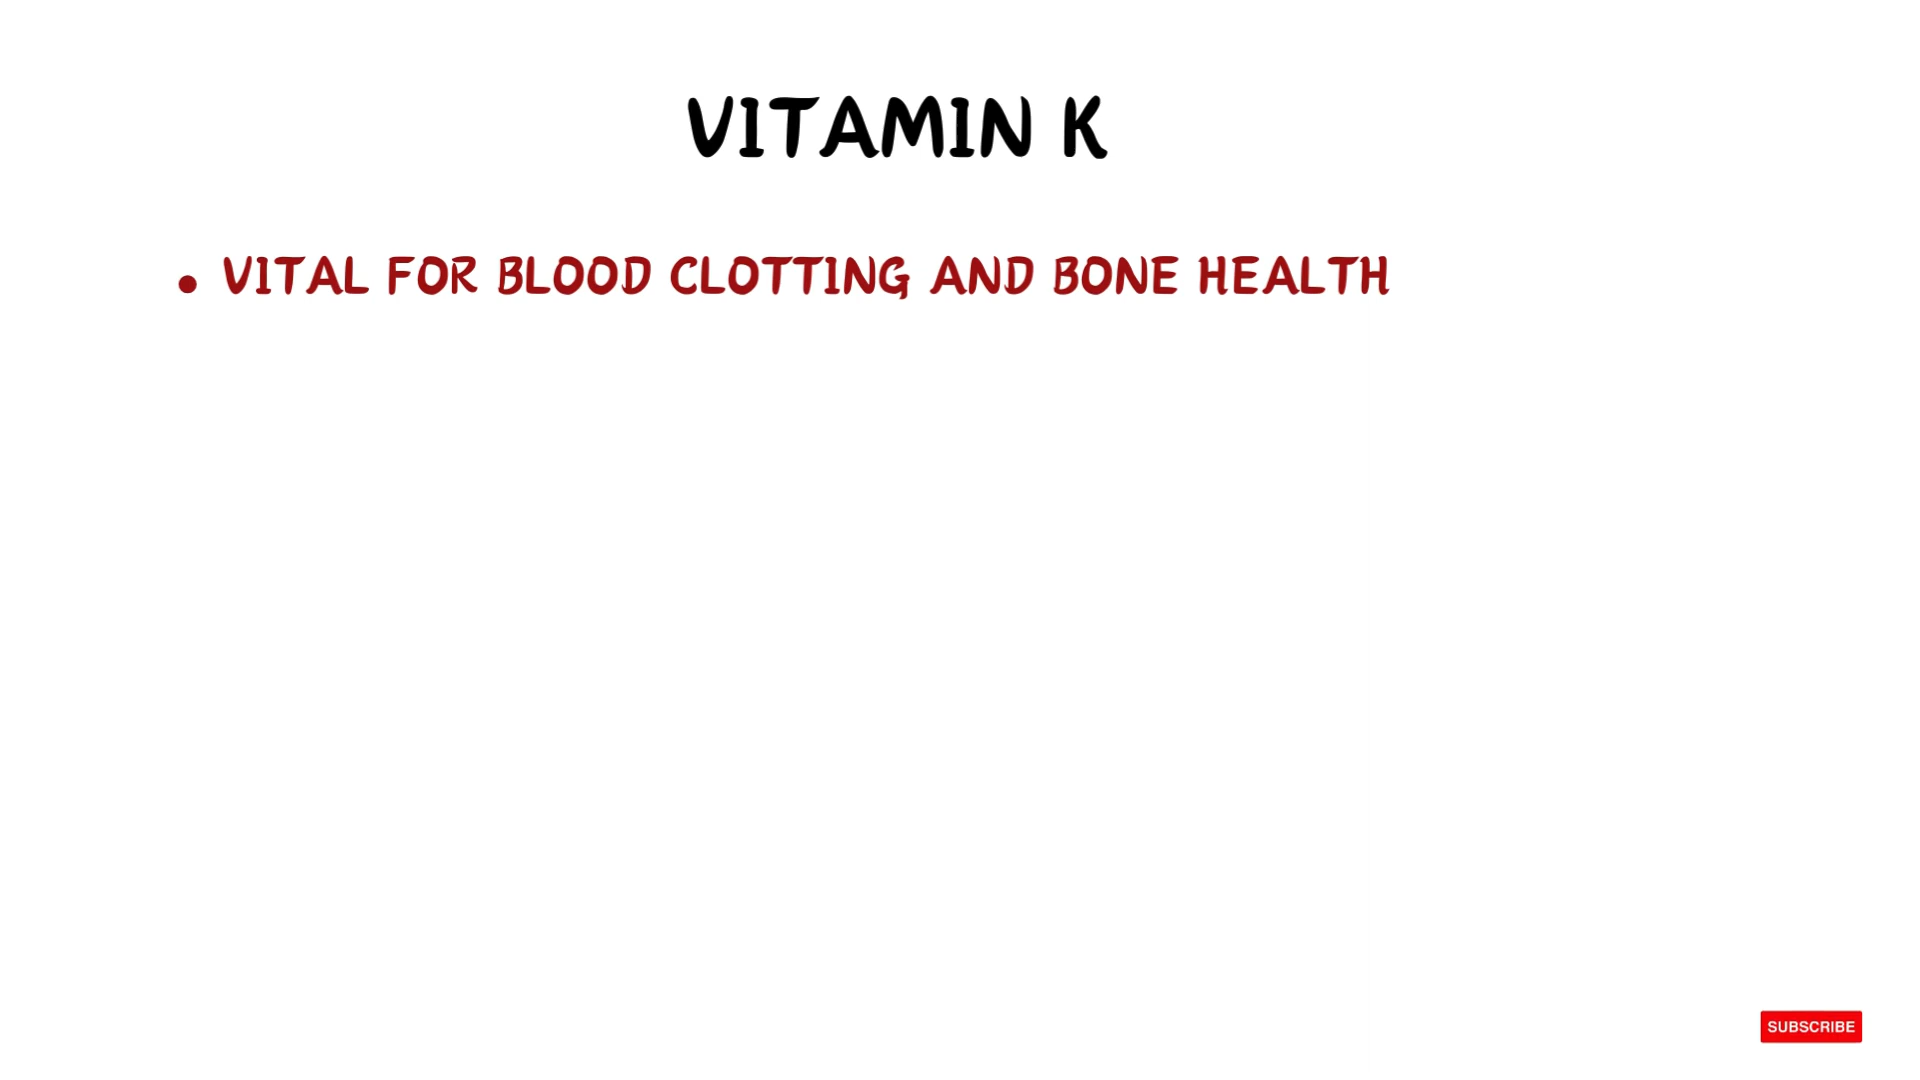 VITAMIN K
• VITAL FOR BLOOD CLOTTING AND BONE HEALTH
SUBSCRIBE